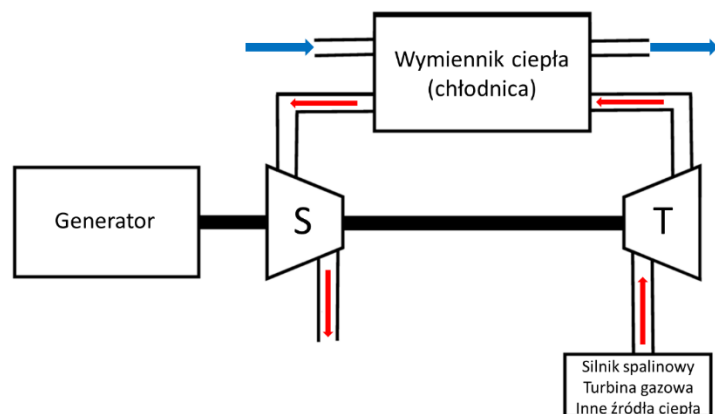 Wymiennik ciepła
(chłodnica)
Generator
S
T
Silnik spalinowy
Turbina gazowa
Inne źródła ciepła